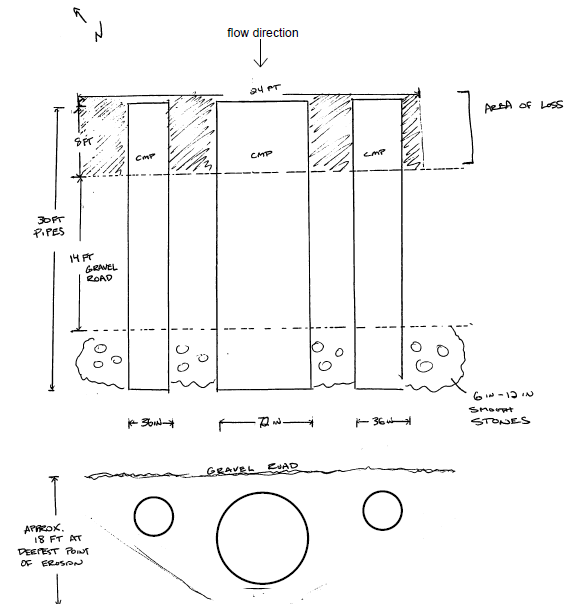 N
flow direction
24 FT
AREA OF LOSS
8 FT
CMP
CMP
CMP
30 FT
PIPES
14 FT
GRAVEL
ROAD
6 IN - 12 IN
SMOOTH
STONES
36 IN
72 IN
36 IN
GRAVEL ROAD
APPROX.
18 FT AT
DEEPEST POINT
OF EROSION